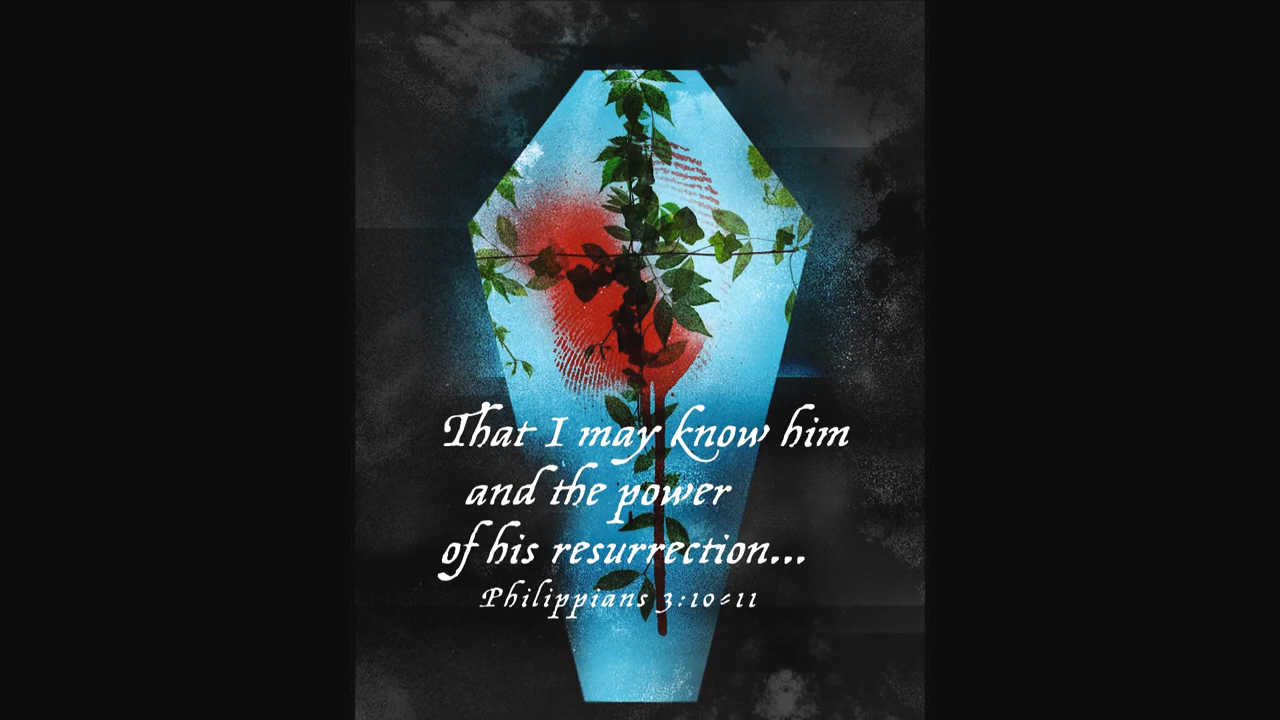 That I may know him
and the power
of his resurrection...
Philippians 3:10-11